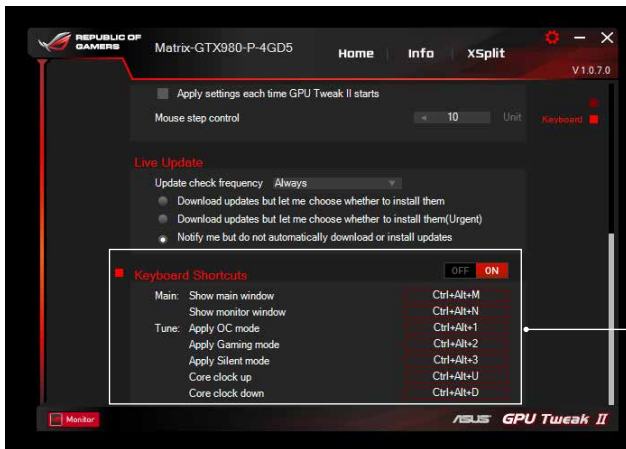 REPUBLIC OF
GAMERS
Matrix-GTX980-P-4GD5
Home Info XSplit
V 1.0.7.0
Apply settings each time GPU Tweak II starts
Mouse step control 10 Unit
Keyboard
Live Update
Update check frequency Always
Download updates but let me choose whether to install them
Download updates but let me choose whether to install them(Urgent)
Notify me but do not automatically download or install updates
Keyboard Shortcuts OFF ON
Main: Show main window Ctrl+Alt+M
Show monitor window Ctrl+Alt+N
Tune: Apply OC mode Ctrl+Alt+1
Apply Gaming mode Ctrl+Alt+2
Apply Silent mode Ctrl+Alt+3
Core clock up Ctrl+Alt+U
Core clock down Ctrl+Alt+D
Monitor ASUS GPU Tweak II